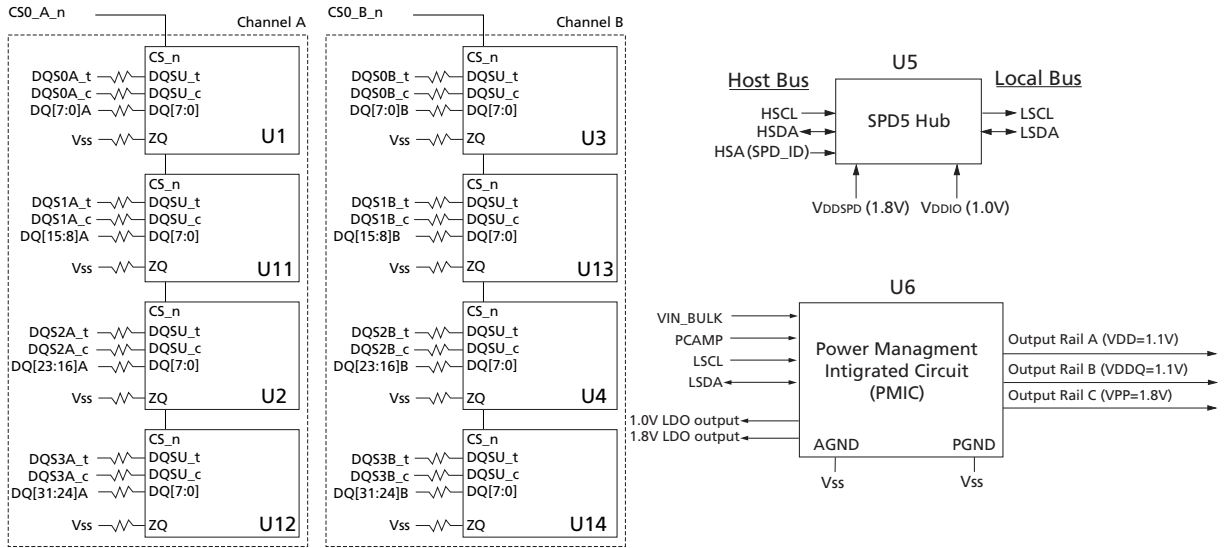 CS0_A_n
Channel A
CS_n
DQS0A_t
DQSU_t
DQS0A_c
DQSU_c
DQ[7:0]A
DQ[7:0]
Vss
ZQ
U1
CS_n
DQS1A_t
DQSU_t
DQS1A_c
DQSU_c
DQ[15:8]A
DQ[7:0]
Vss
ZQ
U11
CS_n
DQS2A_t
DQSU_t
DQS2A_c
DQSU_c
DQ[23:16]A
DQ[7:0]
Vss
ZQ
U2
CS_n
DQS3A_t
DQSU_t
DQS3A_c
DQSU_c
DQ[31:24]A
DQ[7:0]
Vss
ZQ
U12
CS0_B_n
Channel B
CS_n
DQS0B_t
DQSU_t
DQS0B_c
DQSU_c
DQ[7:0]B
DQ[7:0]
Vss
ZQ
U3
CS_n
DQS1B_t
DQSU_t
DQS1B_c
DQSU_c
DQ[15:8]B
DQ[7:0]
Vss
ZQ
U13
CS_n
DQS2B_t
DQSU_t
DQS2B_c
DQSU_c
DQ[23:16]B
DQ[7:0]
Vss
ZQ
U4
CS_n
DQS3B_t
DQSU_t
DQS3B_c
DQSU_c
DQ[31:24]B
DQ[7:0]
Vss
ZQ
U14
U5
Host Bus
Local Bus
HSCL
HSDA
HSA (SPD_ID)
SPD5 Hub
LSCL
LSDA
VDDSPD (1.8V)
VDDIO (1.0V)
U6
VIN_BULK
PCAMP
LSCL
LSDA
1.0V LDO output
1.8V LDO output
Power Managment
Intigrated Circuit
(PMIC)
AGND
PGND
Vss
Vss
Output Rail A (VDD=1.1V)
Output Rail B (VDDQ=1.1V)
Output Rail C (VPP=1.8V)